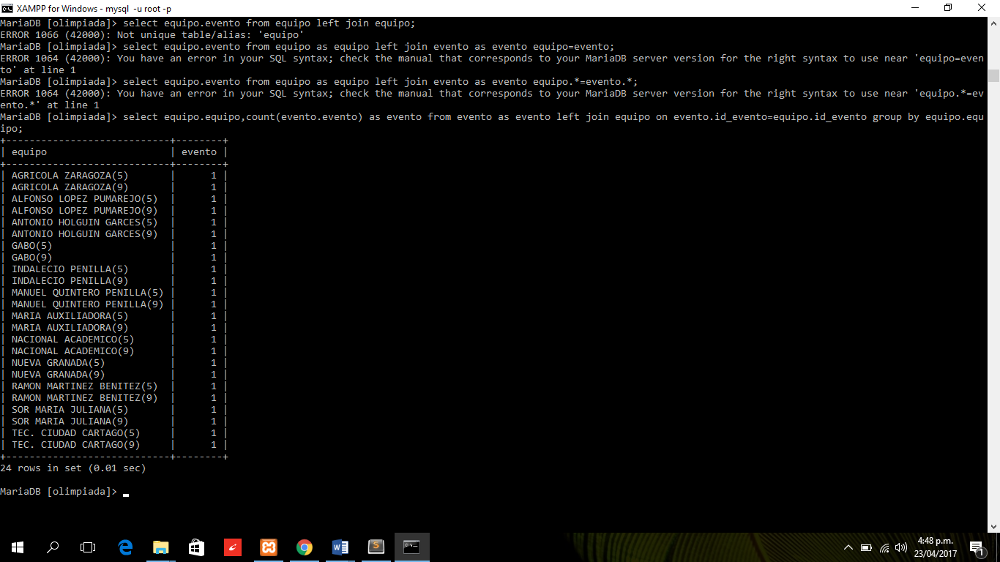 XAMPP for Windows - mysql -u root -p
MariaDB [olimpiada]> select equipo.evento from equipo left join equipo;
ERROR 1066 (42000): Not unique table/alias: 'equipo'
MariaDB [olimpiada]> select equipo.evento from equipo as equipo left join evento as evento equipo=evento;
ERROR 1064 (42000): You have an error in your SQL syntax; check the manual that corresponds to your MariaDB server version for the right syntax to use near 'equipo=even
to' at line 1
MariaDB [olimpiada]> select equipo.evento from equipo as equipo left join evento as evento equipo.*=evento.*;
ERROR 1064 (42000): You have an error in your SQL syntax; check the manual that corresponds to your MariaDB server version for the right syntax to use near 'equipo.*=ev
ento.*' at line 1
MariaDB [olimpiada]> select equipo.equipo,count(evento.evento) as evento from evento as evento left join equipo on evento.id_evento=equipo.id_evento group by equipo.equ
ipo;
+----------------------------+--------+
| equipo                     | evento |
+----------------------------+--------+
| AGRICOLA ZARAGOZA(5)       |      1 |
| AGRICOLA ZARAGOZA(9)       |      1 |
| ALFONSO LOPEZ PUMAREJO(5)  |      1 |
| ALFONSO LOPEZ PUMAREJO(9)  |      1 |
| ANTONIO HOLGUIN GARCES(5)  |      1 |
| ANTONIO HOLGUIN GARCES(9)  |      1 |
| GABO(5)                    |      1 |
| GABO(9)                    |      1 |
| INDALECIO PENILLA(5)       |      1 |
| INDALECIO PENILLA(9)       |      1 |
| MANUEL QUINTERO PENILLA(5) |      1 |
| MANUEL QUINTERO PENILLA(9) |      1 |
| MARIA AUXILIADORA(5)       |      1 |
| MARIA AUXILIADORA(9)       |      1 |
| NACIONAL ACADEMICO(5)      |      1 |
| NACIONAL ACADEMICO(9)      |      1 |
| NUEVA GRANADA(5)           |      1 |
| NUEVA GRANADA(9)           |      1 |
| RAMON MARTINEZ BENITEZ(5)  |      1 |
| RAMON MARTINEZ BENITEZ(9)  |      1 |
| SOR MARIA JULIANA(5)       |      1 |
| SOR MARIA JULIANA(9)       |      1 |
| TEC. CIUDAD CARTAGO(5)     |      1 |
| TEC. CIUDAD CARTAGO(9)     |      1 |
+----------------------------+--------+
24 rows in set (0.01 sec)
MariaDB [olimpiada]>
4:48 p.m.
23/04/2017
1